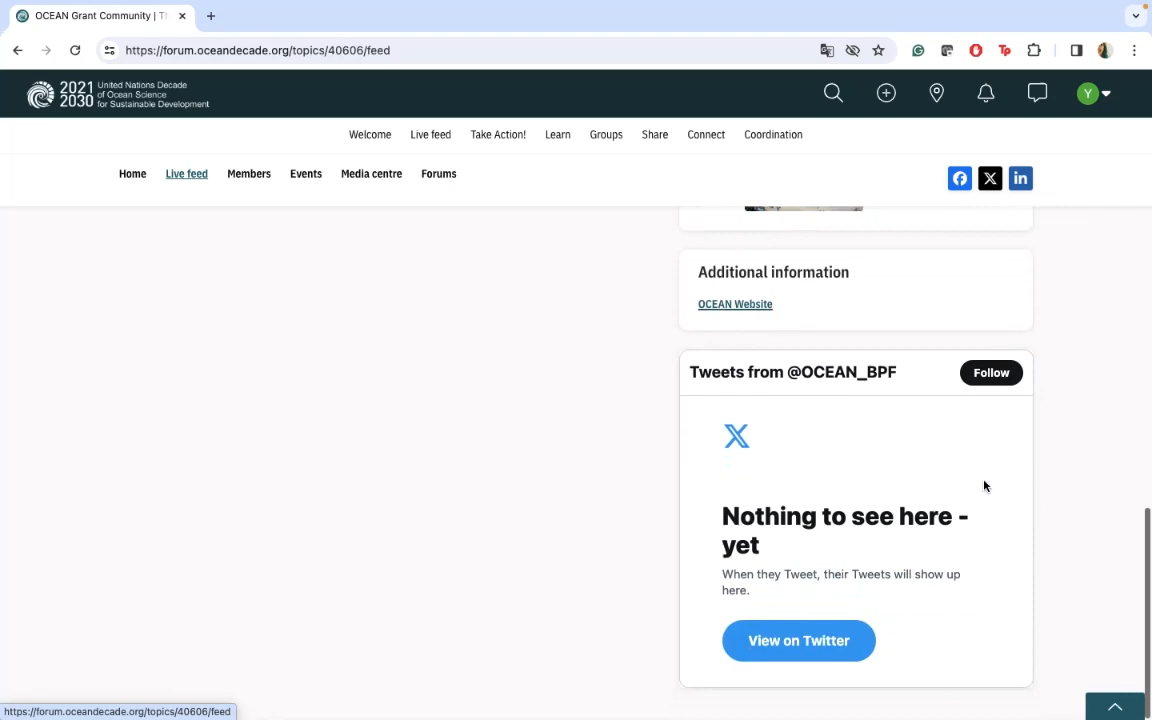 OCEAN Grant Community | Th
https://forum.oceandecade.org/topics/40606/feed
2021
2030
United Nations Decade
of Ocean Science
for Sustainable Development
Y
Welcome
Live feed
Take Action!
Learn
Groups
Share
Connect
Coordination
Home
Live feed
Members
Events
Media centre
Forums
Additional information
OCEAN Website
Tweets from @OCEAN_BPF
Follow
Nothing to see here -
yet
When they Tweet, their Tweets will show up
here.
View on Twitter
https://forum.oceandecade.org/topics/40606/feed